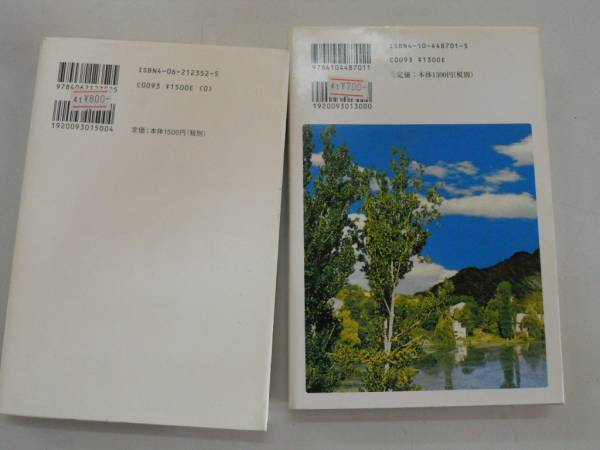 ISBN4-06-212352-5
C0093 ¥1500E (0)
¥800-
1920093015004
定価：本体1500円(税別)
ISBN4-10-448701-5
9784104487011
C0093 ¥1300E
定価：本体1300円(税別)
¥700-
1920093013000